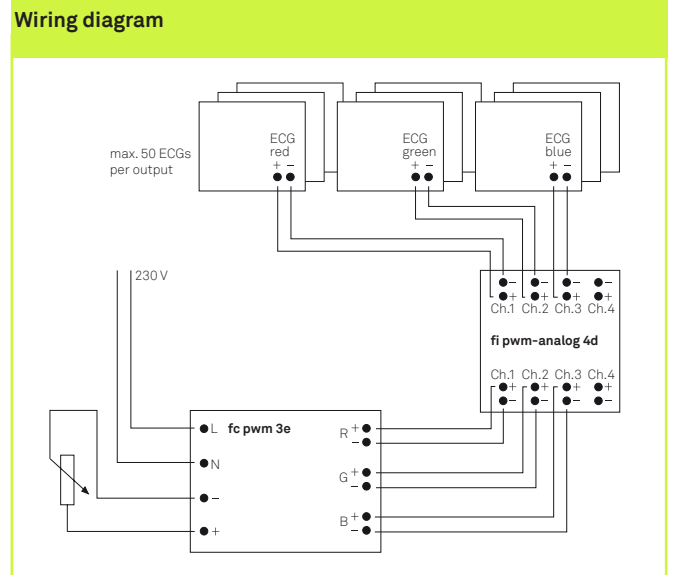 Wiring diagram
max. 50 ECGs
per output
ECG
red
+ −
ECG
green
+ −
ECG
blue
+ −
230 V
− − − −
+ + + +
Ch.1 Ch.2 Ch.3 Ch.4
fi pwm-analog 4d
Ch.1 Ch.2 Ch.3 Ch.4
+ + + +
− − − −
L fc pwm 3e
R +
−
N
G +
−
−
B +
−
+